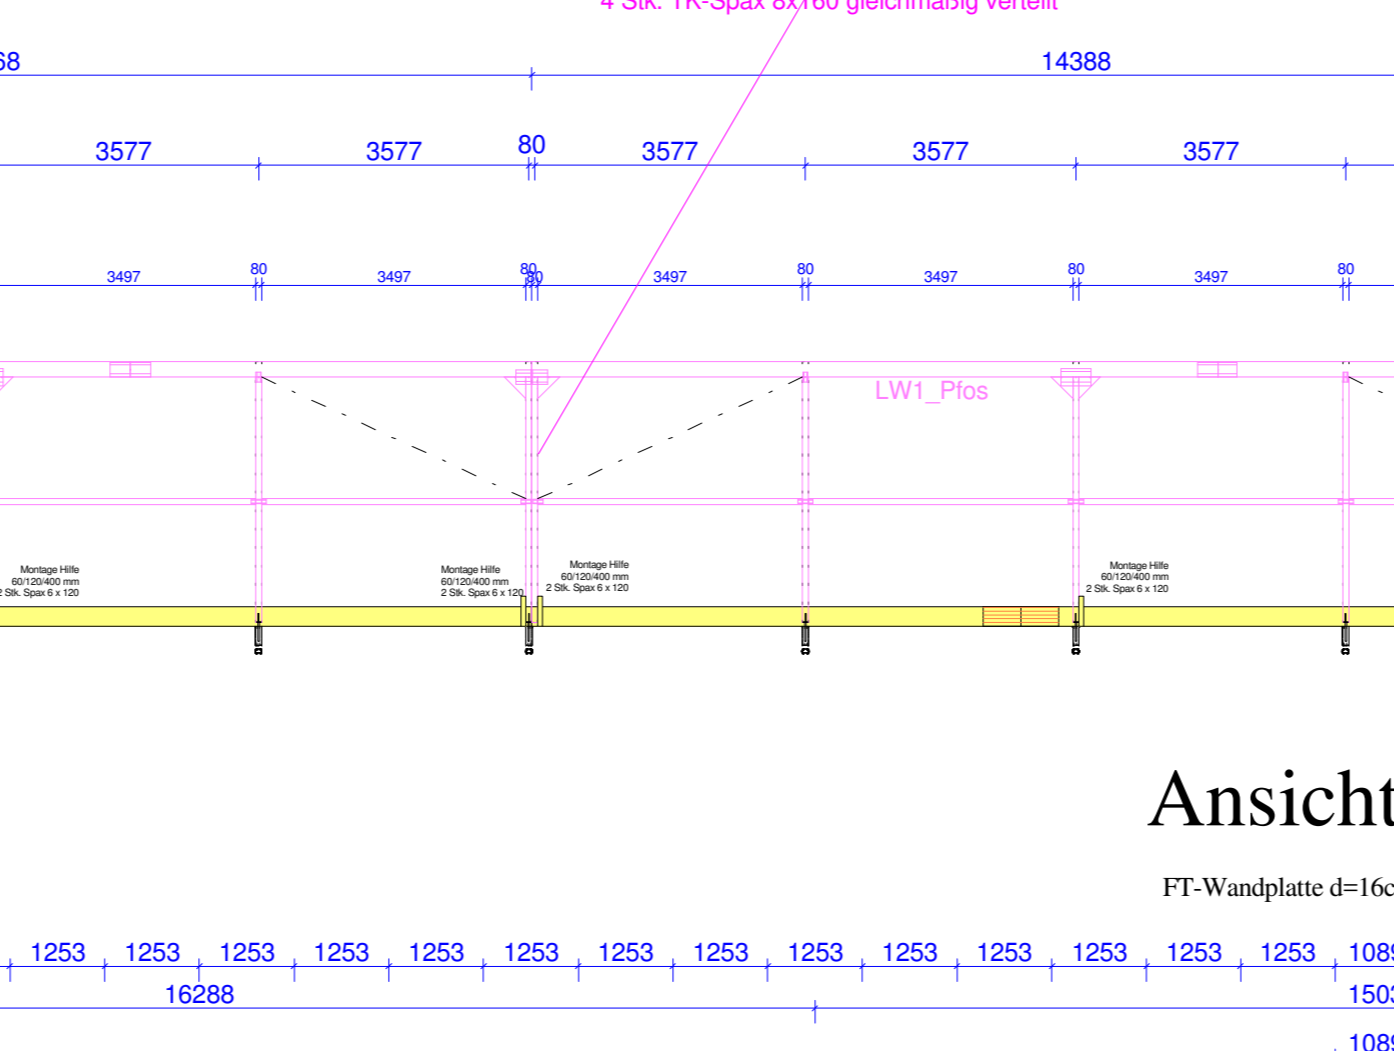 4 Stk. TK-Spax 8x160 gleichmäßig verteilt
68 14388
3577 3577 80 3577 3577 3577
3497 80 3497 80 80 3497 80 3497 80 3497 80
LW1_Pfos
Montage Hilfe
60/120/400 mm
2 Stk. Spax 6 x 120
Montage Hilfe
60/120/400 mm
2 Stk. Spax 6 x 120
Montage Hilfe
60/120/400 mm
2 Stk. Spax 6 x 120
Montage Hilfe
60/120/400 mm
2 Stk. Spax 6 x 120
Ansicht
FT-Wandplatte d=16c
1253 1253 1253 1253 1253 1253 1253 1253 1253 1253 1253 1253 1253 1253 1089
16288 1503
1089